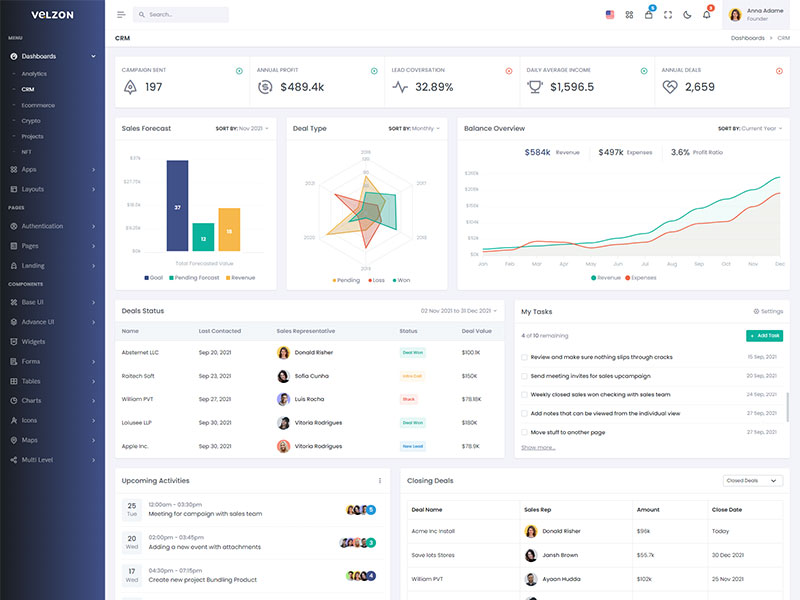 VELZON
Search...
5
3
Anna Adame
Founder
MENU
Dashboards
Analytics
CRM
Ecommerce
Crypto
Projects
NFT
Apps
Layouts
PAGES
Authentication
Pages
Landing
COMPONENTS
Base UI
Advance UI
Widgets
Forms
Tables
Charts
Icons
Maps
Multi Level
CRM
Dashboards > CRM
CAMPAIGN SENT
197
ANNUAL PROFIT
$489.4k
LEAD COVERSATION
32.89%
DAILY AVERAGE INCOME
$1,596.5
ANNUAL DEALS
2,659
Sales Forecast
SORT BY: Nov 2021
$37k
$27.75k
$18.5k
$9.25k
$0k
37
12
18
Total Forecasted Value
Goal Pending Forcast Revenue
Deal Type
SORT BY: Monthly
2016
2017
2018
2019
2020
2021
Pending Loss Won
Balance Overview
SORT BY: Current Year
$584k Revenue
$497k Expenses
3.6% Profit Ratio
$260k
$208k
$156k
$104k
$52k
$0k
Jan Feb Mar Apr May Jun Jul Aug Sep Oct Nov Dec
Revenue Expenses
Deals Status
02 Nov 2021 to 31 Dec 2021
Name Last Contacted Sales Representative Status Deal Value
Absternet LLC Sep 20, 2021 Donald Risher Deal Won $100.1K
Raitech Soft Sep 23, 2021 Sofia Cunha Intro Call $150K
William PVT Sep 27, 2021 Luis Rocha Stuck $78.18K
Loiusee LLP Sep 30, 2021 Vitoria Rodrigues Deal Won $180K
Apple Inc. Sep 30, 2021 Vitoria Rodrigues New Lead $78.9K
My Tasks
Settings
4 of 10 remaining
+ Add Task
Review and make sure nothing slips through cracks 15 Sep, 2021
Send meeting invites for sales upcampaign 20 Sep, 2021
Weekly closed sales won checking with sales team 24 Sep, 2021
Add notes that can be viewed from the individual view 27 Sep, 2021
Move stuff to another page 27 Sep, 2021
Show more...
Upcoming Activities
25
Tue
12:00am - 03:30pm
Meeting for campaign with sales team
5
20
Wed
02:00pm - 03:45pm
Adding a new event with attachments
3
17
Wed
04:30pm - 07:15pm
Create new project Bundling Product
4
Closing Deals
Closed Deals
Deal Name Sales Rep Amount Close Date
Acme Inc Install Donald Risher $96k Today
Save lots Stores Jansh Brown $55.7k 30 Dec 2021
William PVT Ayaan Hudda $102k 25 Nov 2021